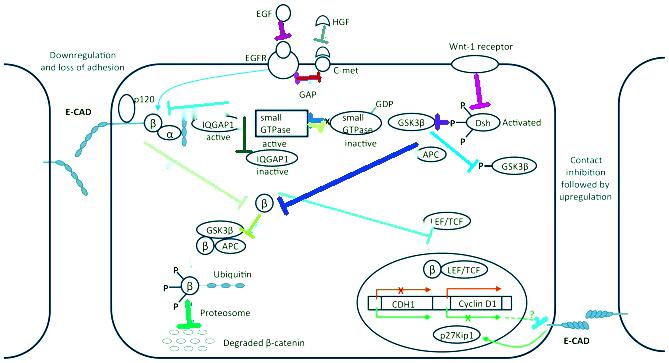 EGF
HGF
EGFR
C-met
GAP
Wnt-1 receptor
Downregulation
and loss of adhesion
E-CAD
p120
β
α
IQGAP1
active
IQGAP1
inactive
small
GTPase
active
x
small
GTPase
inactive
GDP
GSK3β
P
P
Dsh
P
Activated
APC
P
GSK3β
Contact
inhibition
followed by
upregulation
β
GSK3β
β
APC
LEF/TCF
β
LEF/TCF
P
P
β
P
Ubiquitin
Proteosome
Degraded β-catenin
X
CDH1
Cyclin D1
X
?
p27Kip1
E-CAD